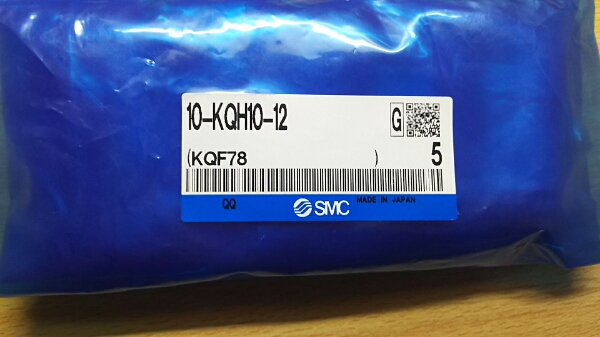 10-KQH10-12
G
(KQF78 ) 5
QQ SMC MADE IN JAPAN